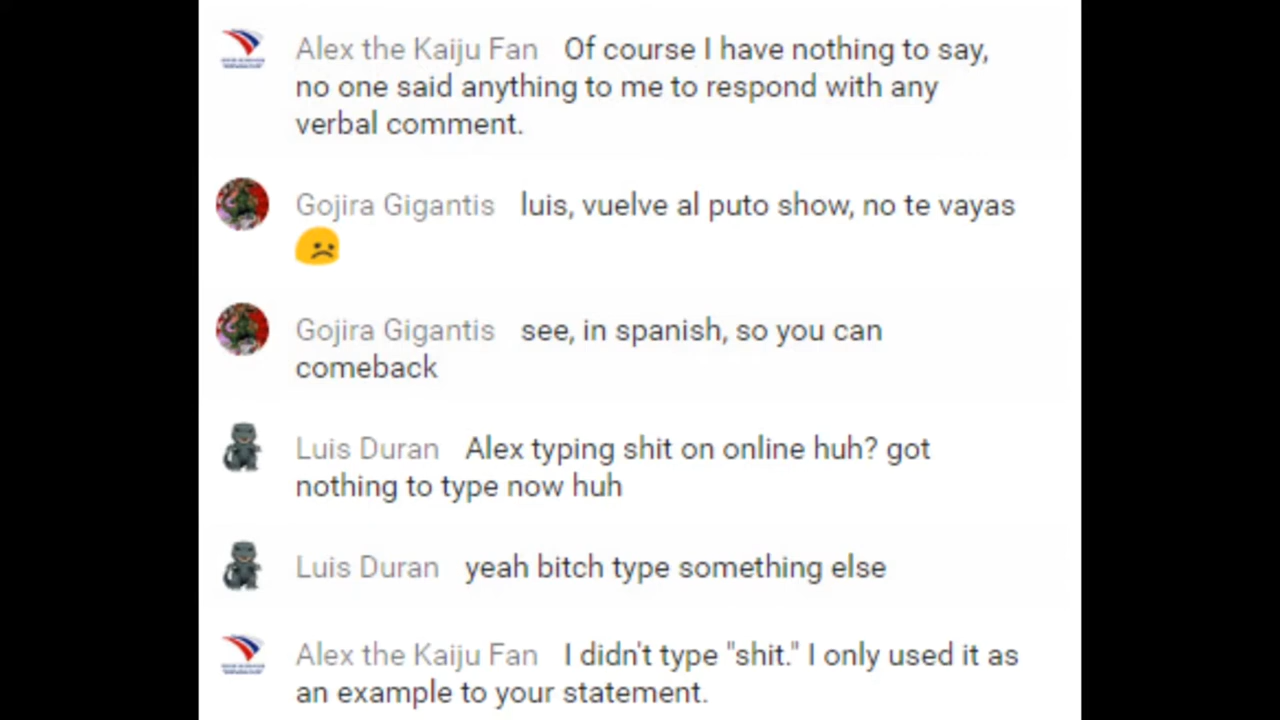 Alex the Kaiju Fan Of course I have nothing to say,
no one said anything to me to respond with any
verbal comment.
Gojira Gigantis luis, vuelve al puto show, no te vayas
Gojira Gigantis see, in spanish, so you can
comeback
Luis Duran Alex typing shit on online huh? got
nothing to type now huh
Luis Duran yeah bitch type something else
Alex the Kaiju Fan I didn't type "shit." I only used it as
an example to your statement.